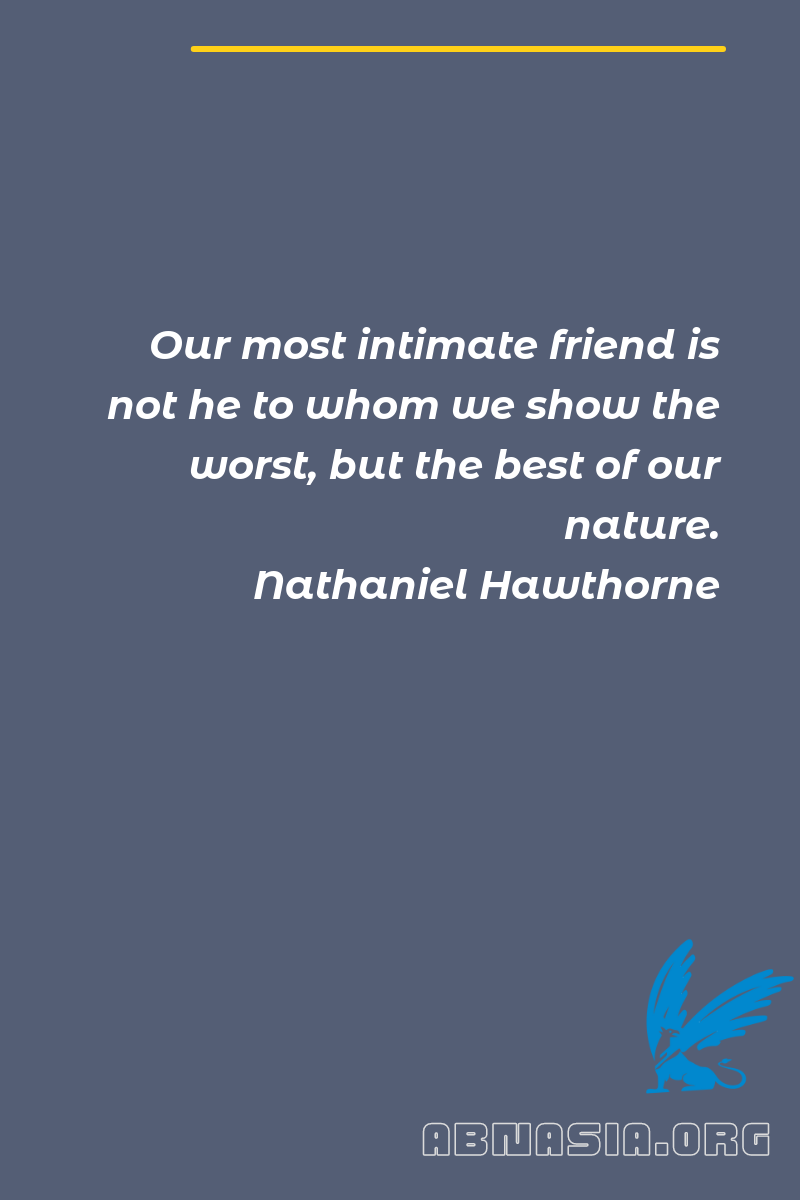 Our most intimate friend is
not he to whom we show the
worst, but the best of our
nature.
Nathaniel Hawthorne
ABNASIA.ORG